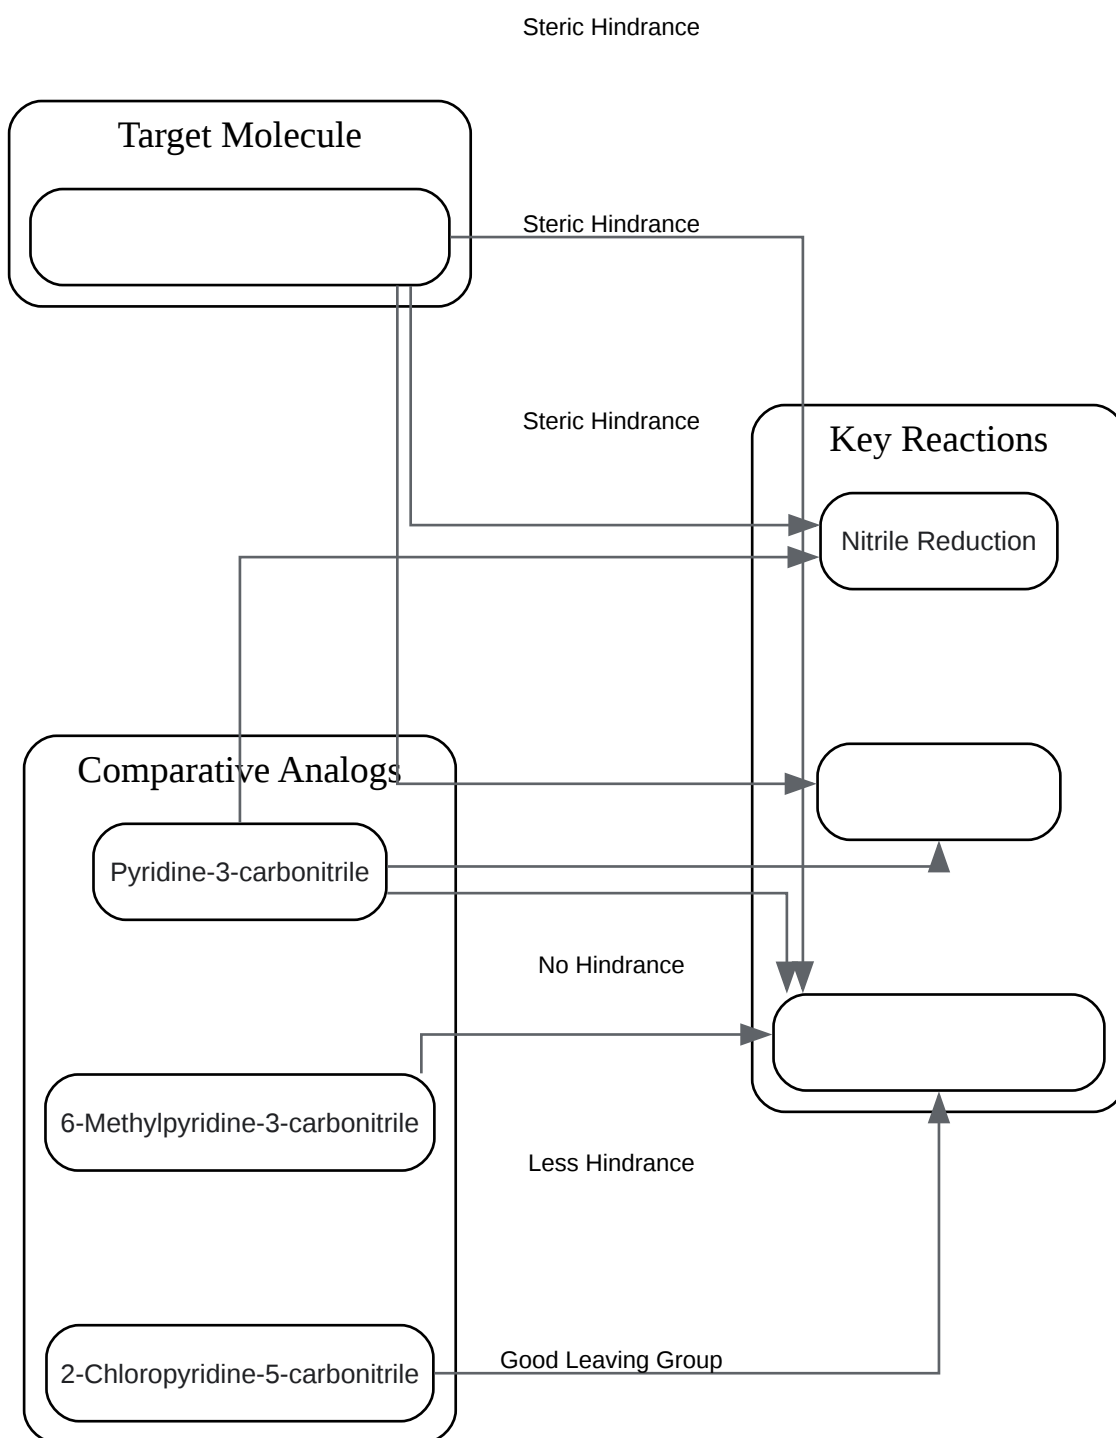 Steric Hindrance
Target Molecule
Steric Hindrance
Steric Hindrance
Key Reactions
Nitrile Reduction
Comparative Analogs
Pyridine-3-carbonitrile
No Hindrance
6-Methylpyridine-3-carbonitrile
Less Hindrance
Good Leaving Group
2-Chloropyridine-5-carbonitrile